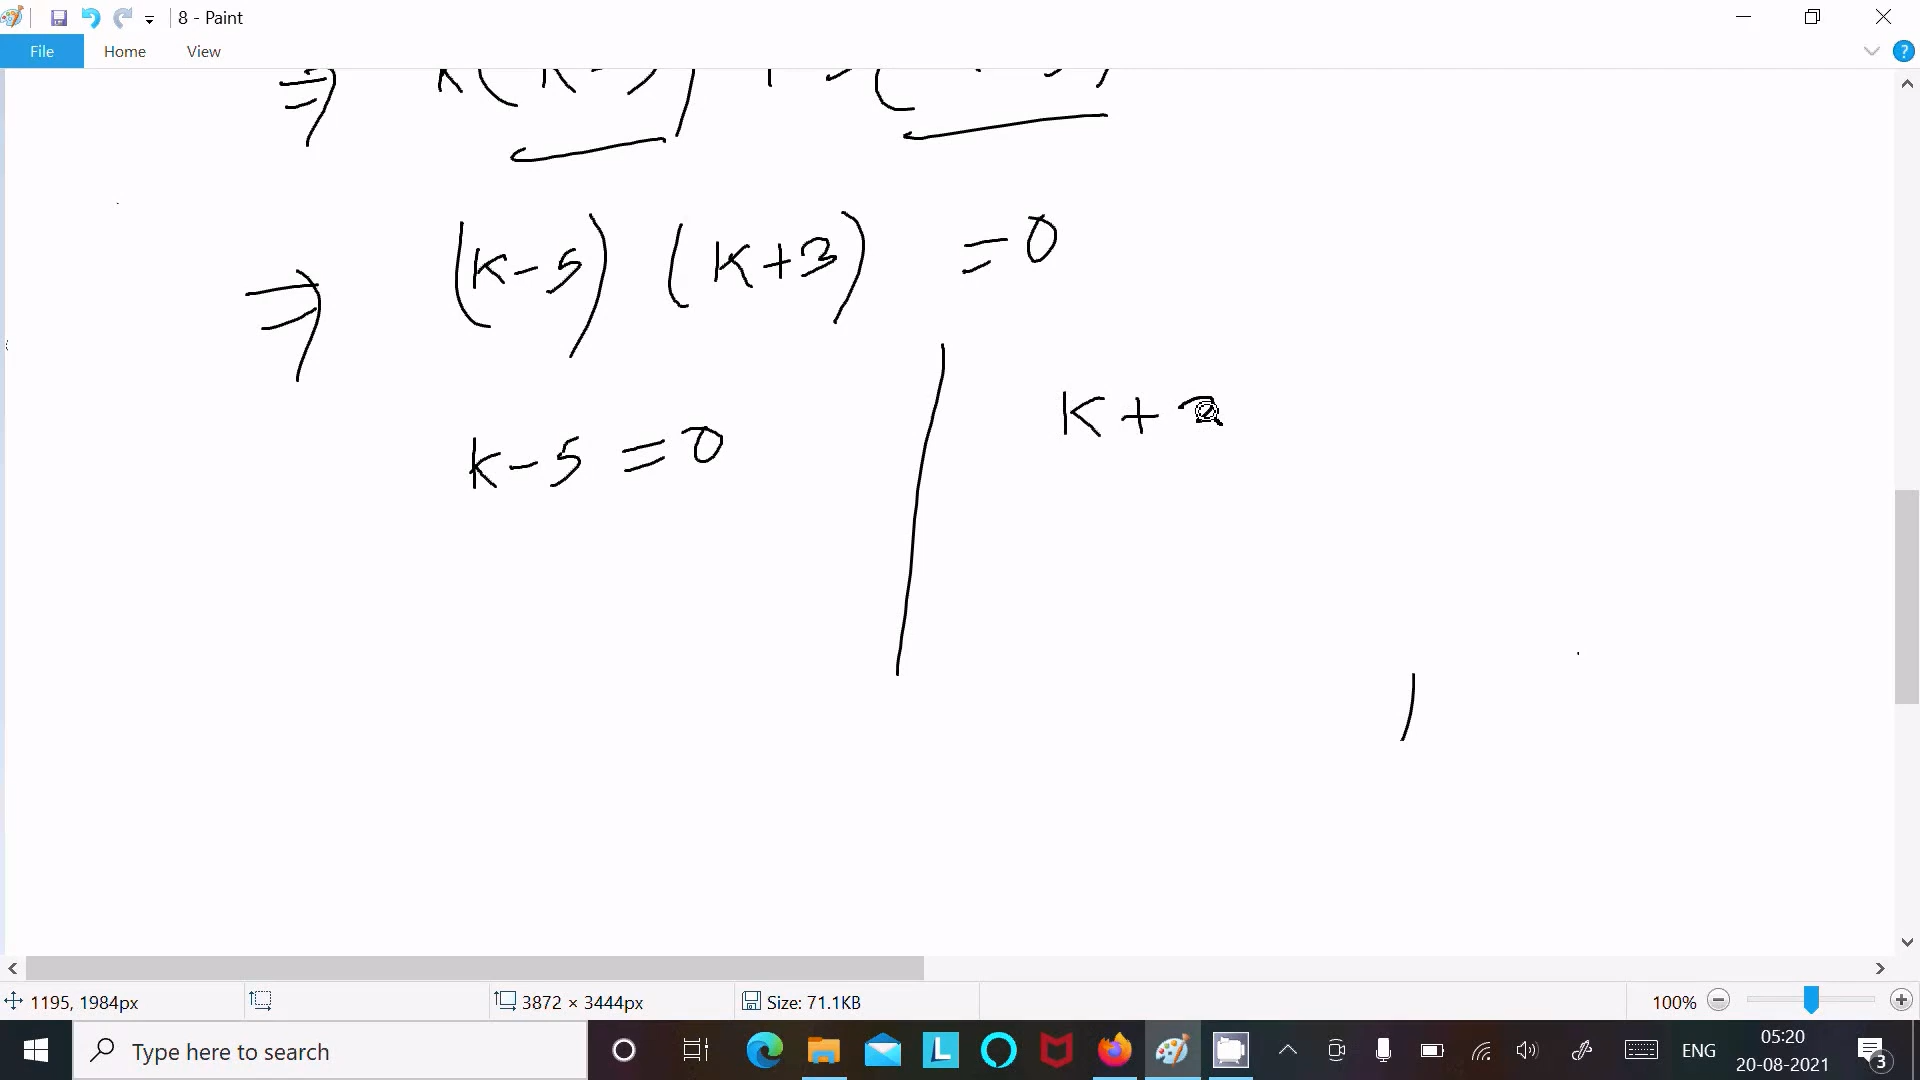 8 - Paint
File Home View ?
⇒ (K-5) (K+3) =0
K-5 =0
K+
1195, 1984px 3872 × 3444px Size: 71.1KB 100%
Type here to search L ENG 05:20
20-08-2021 3